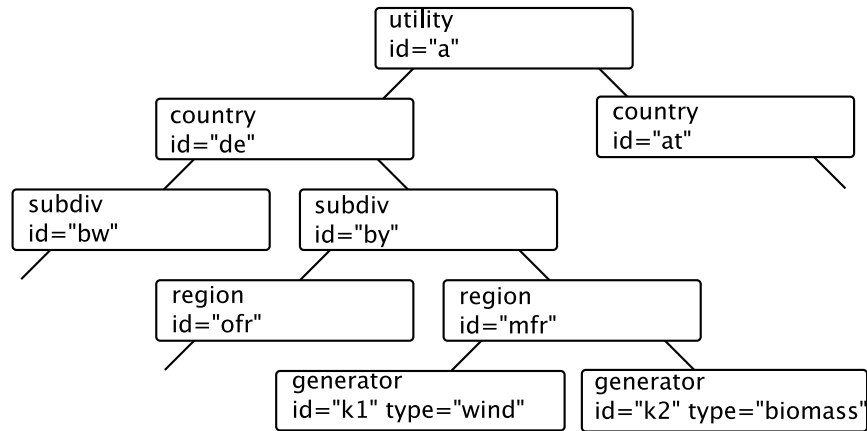 utility
id="a"
country
id="de"
country
id="at"
subdiv
id="bw"
subdiv
id="by"
region
id="ofr"
region
id="mfr"
generator
id="k1" type="wind"
generator
id="k2" type="biomass"